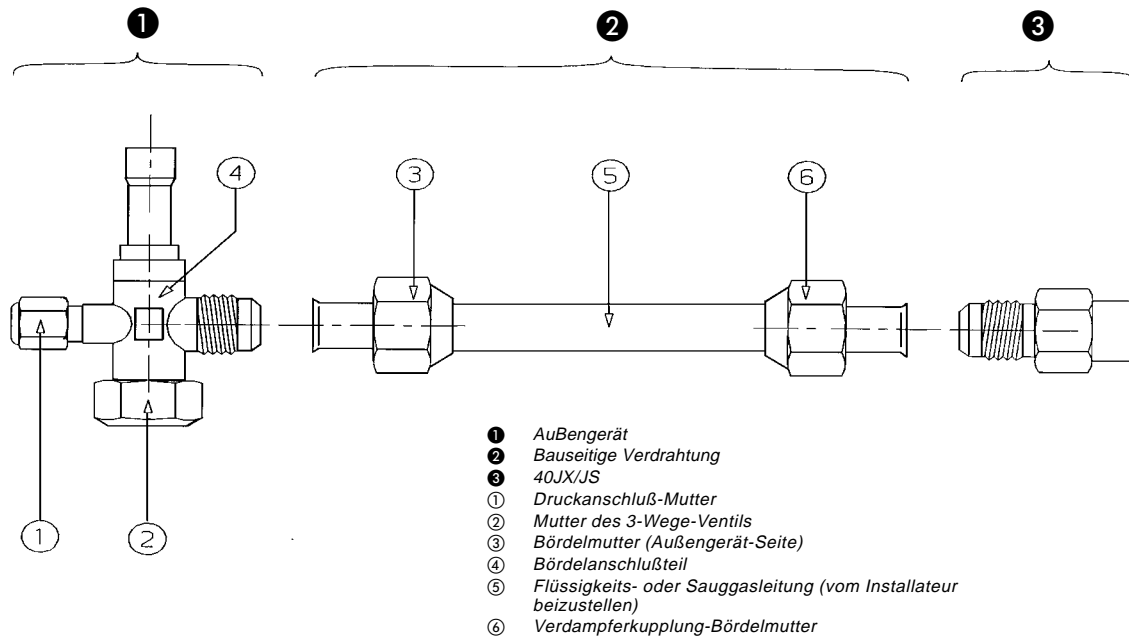 ❶ ❷ ❸
④ ③ ⑤ ⑥
① ②
❶ AuBengerät
❷ Bauseitige Verdrahtung
❸ 40JX/JS
① Druckanschluß-Mutter
② Mutter des 3-Wege-Ventils
③ Bördelmutter (Außengerät-Seite)
④ Bördelanschlußteil
⑤ Flüssigkeits- oder Sauggasleitung (vom Installateur
beizustellen)
⑥ Verdampferkupplung-Bördelmutter